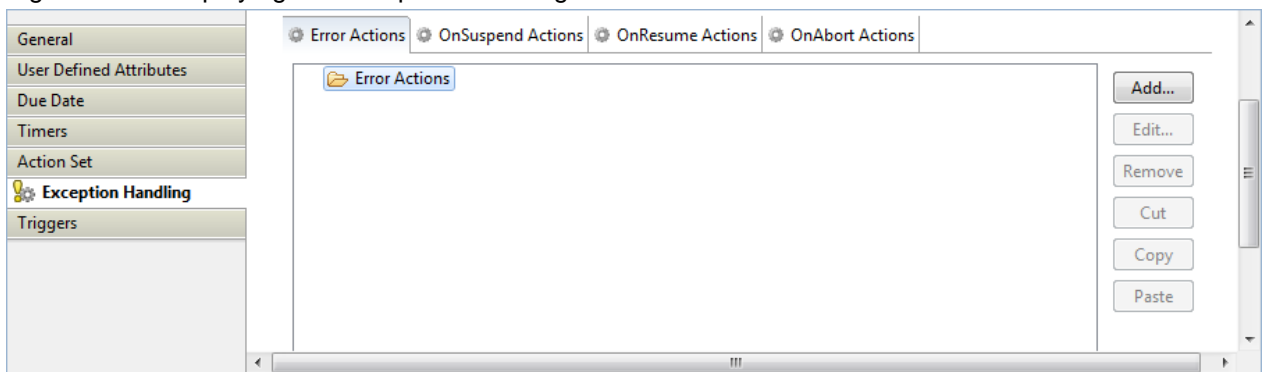 General
User Defined Attributes
Due Date
Timers
Action Set
Exception Handling
Triggers
Error Actions OnSuspend Actions OnResume Actions OnAbort Actions
Error Actions
Add...
Edit...
Remove
Cut
Copy
Paste